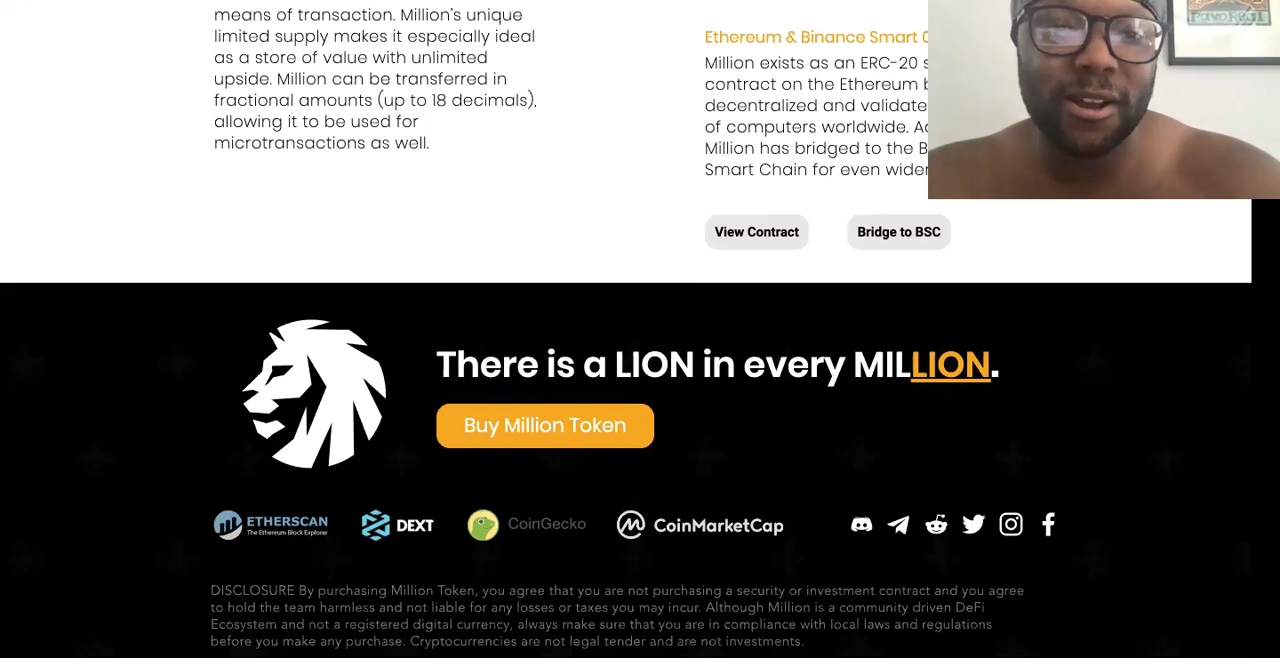 means of transaction. Million's unique
limited supply makes it especially ideal
as a store of value with unlimited
upside. Million can be transferred in
fractional amounts (up to 18 decimals),
allowing it to be used for
microtransactions as well.
Ethereum & Binance Smart
Million exists as an ERC-20
contract on the Ethereum
decentralized and
of computers worldwide.
Million has bridged to the
Smart Chain for even wider
View Contract
Bridge to BSC
There is a LION in every MILLION.
Buy Million Token
ETHERSCAN
The Ethereum Block Explorer
DEXT
CoinGecko
CoinMarketCap
DISCLOSURE By purchasing Million Token, you agree that you are not purchasing a security or investment contract and you agree
to hold the team harmless and not liable for any losses or taxes you may incur. Although Million is a community driven DeFi
Ecosystem and not a registered digital currency, always make sure that you are in compliance with local laws and regulations
before you make any purchase. Cryptocurrencies are not legal tender and are not investments.